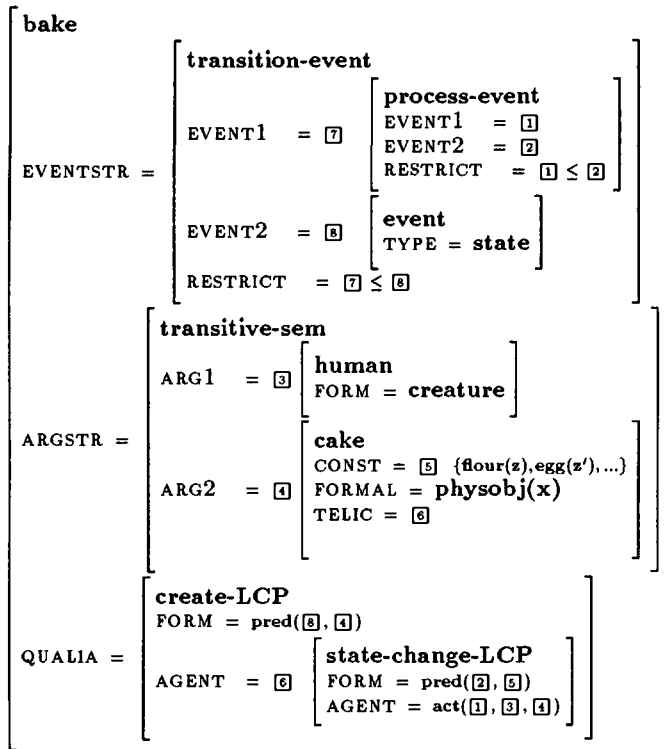 bake
transition-event
process-event
EVENT1 = 1
EVENT1 = 7
EVENT2 = 2
RESTRICT = 1 ≤ 2
EVENTSTR =
event
EVENT2 = 8
TYPE = state
RESTRICT = 7 ≤ 8
transitive-sem
human
ARG1 = 3
FORM = creature
ARGSTR =
cake
CONST = 5 {flour(z),egg(z'),...}
ARG2 = 4
FORMAL = physobj(x)
TELIC = 6
create-LCP
FORM = pred(8, 4)
QUALIA =
state-change-LCP
AGENT = 6
FORM = pred(2, 5)
AGENT = act(1, 3, 4)